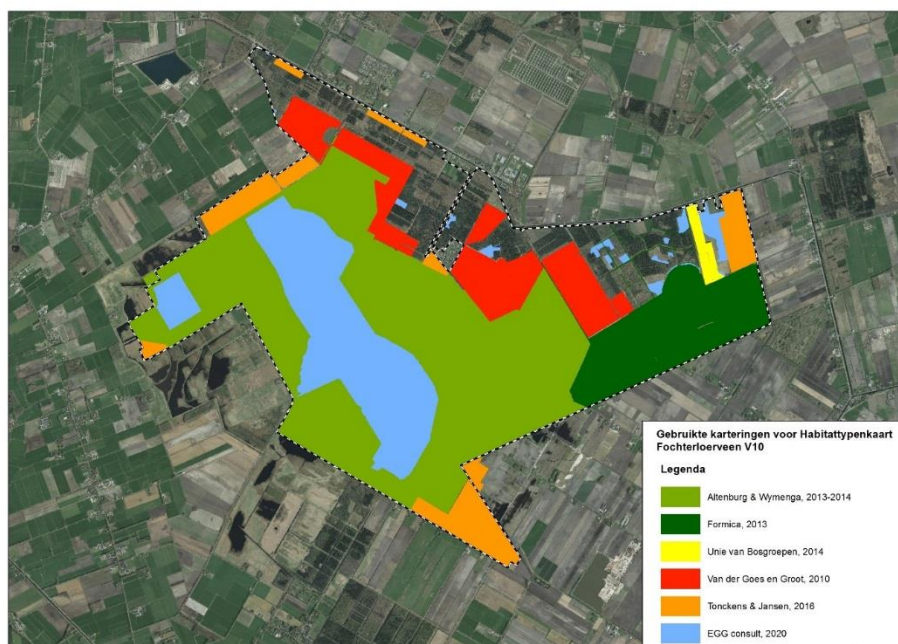 Gebruikte karteringen voor Habitattypenkaart
Fochterloerveen V10
Legenda
Altenburg & Wymenga, 2013-2014
Formica, 2013
Unie van Bosgroepen, 2014
Van der Goes en Groot, 2010
Tonckens & Jansen, 2016
EGG consult, 2020